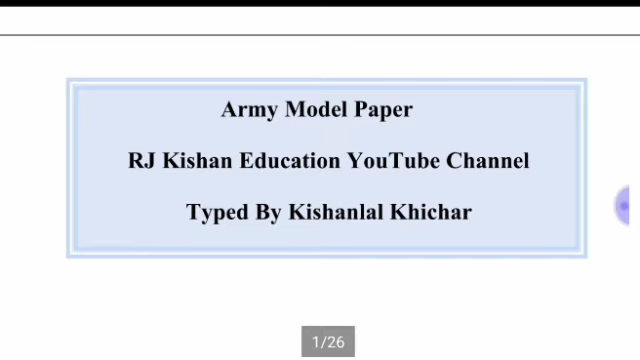 Army Model Paper
RJ Kishan Education YouTube Channel
Typed By Kishanlal Khichar
1/26